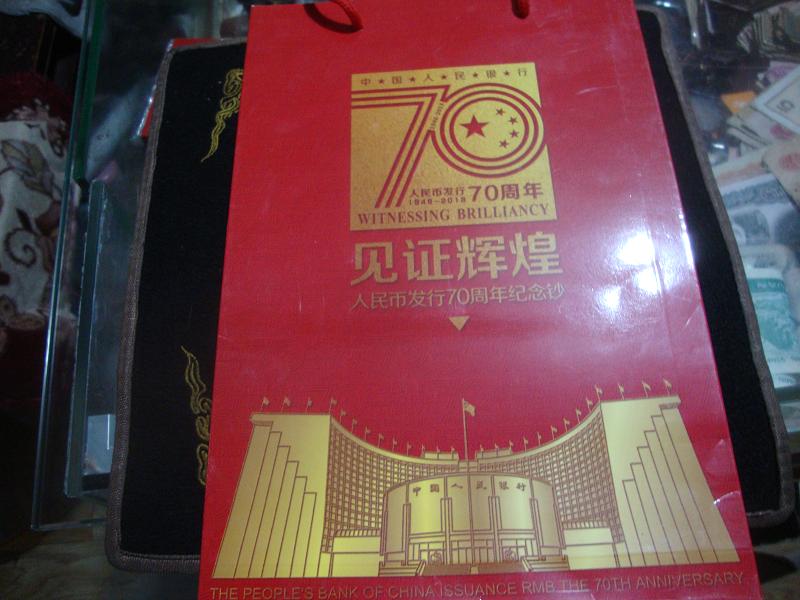 中★国★人★民★银★行
70
人民币发行 70周年
1948-2018
WITNESSING BRILLIANCY
见证辉煌
人民币发行70周年纪念钞
中国人民银行
THE PEOPLE'S BANK OF CHINA ISSUANCE RMB THE 70TH ANNIVERSARY